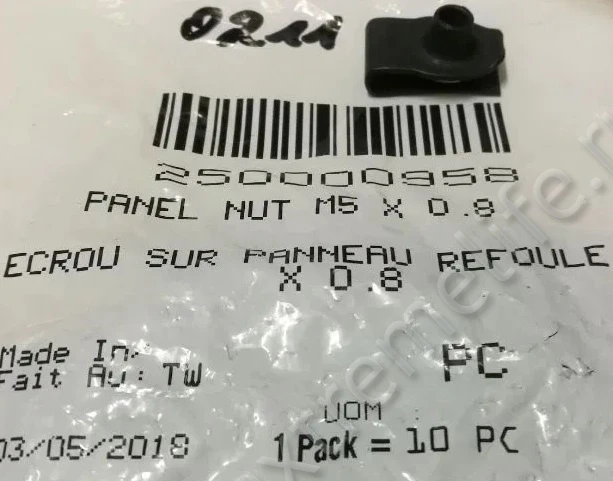 0211
250000958
PANEL NUT M5 X 0.8
ECROU SUR PANNEAU REFOULE
X 0.8
Made In/
Fait Au: TW
PC
UOM
03/05/2018
1 Pack = 10 PC